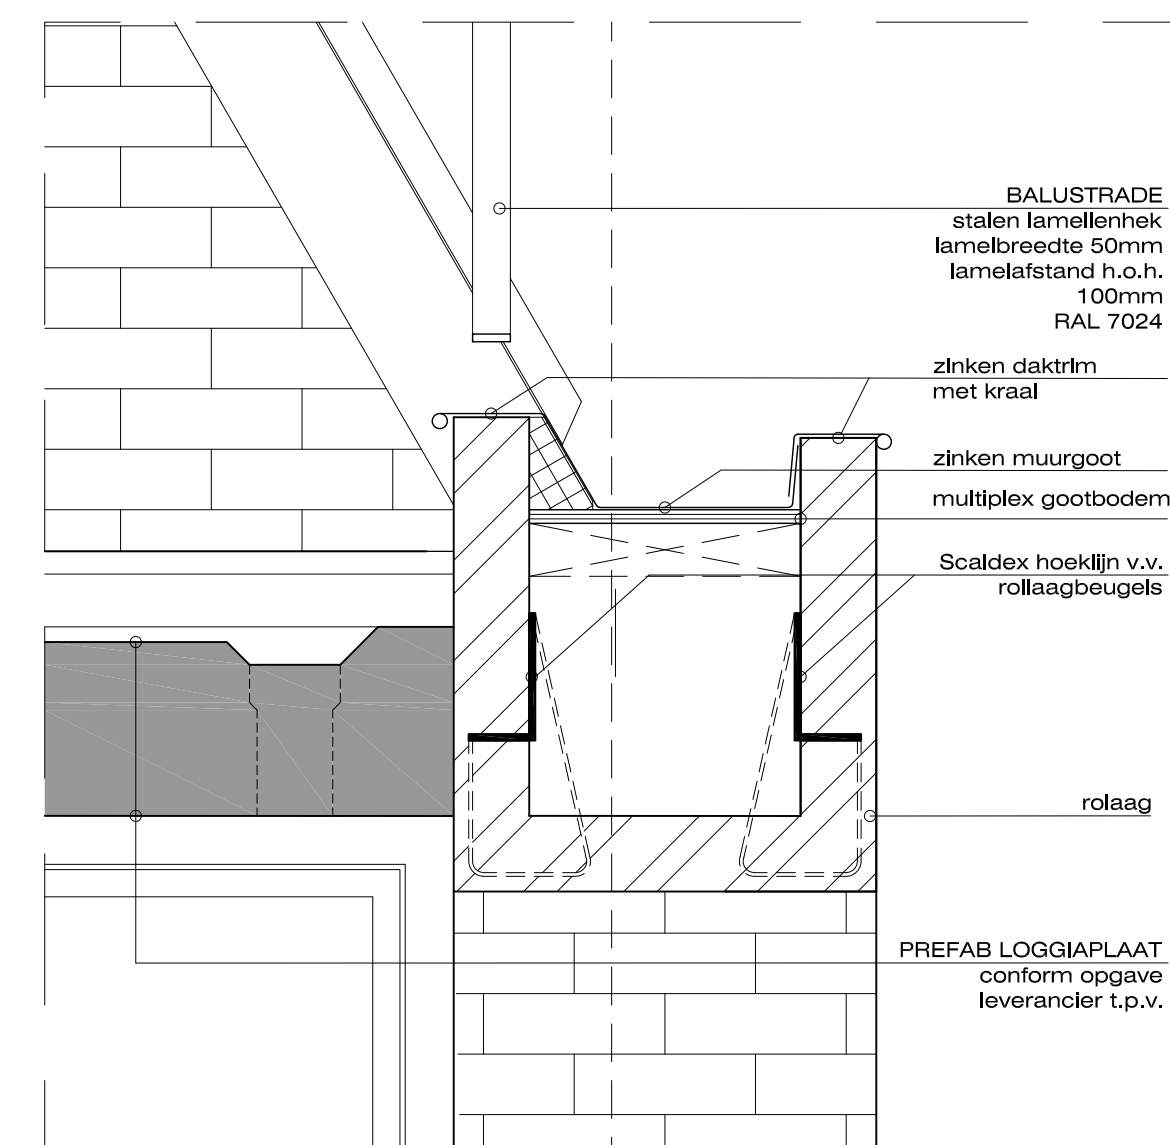 BALUSTRADE
stalen lamellenhek
lamelbreedte 50mm
lamelafstand h.o.h.
100mm
RAL 7024
zinken daktrim
met kraal
zinken muurgoot
multiplex gootbodem
Scaldex hoeklijn v.v.
rollaagbeugels
rolaag
PREFAB LOGGIAPLAAT
conform opgave
leverancier t.p.v.